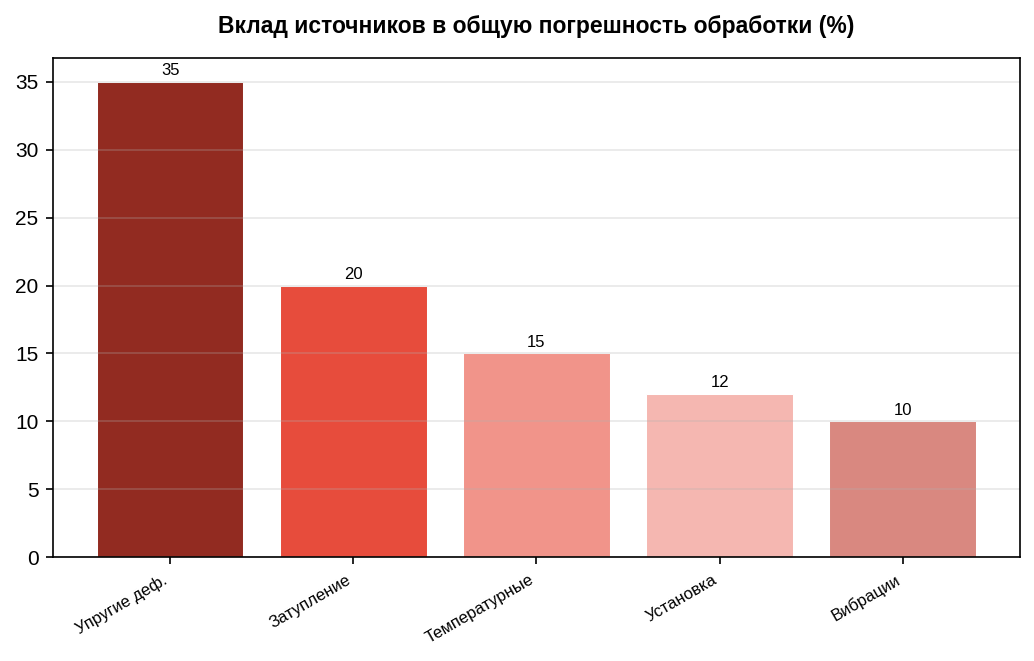 Вклад источников в общую погрешность обработки (%)
35
30
25
20
15
10
5
0
35
20
15
12
10
Упругие деф.
Затупление
Температурные
Установка
Вибрации